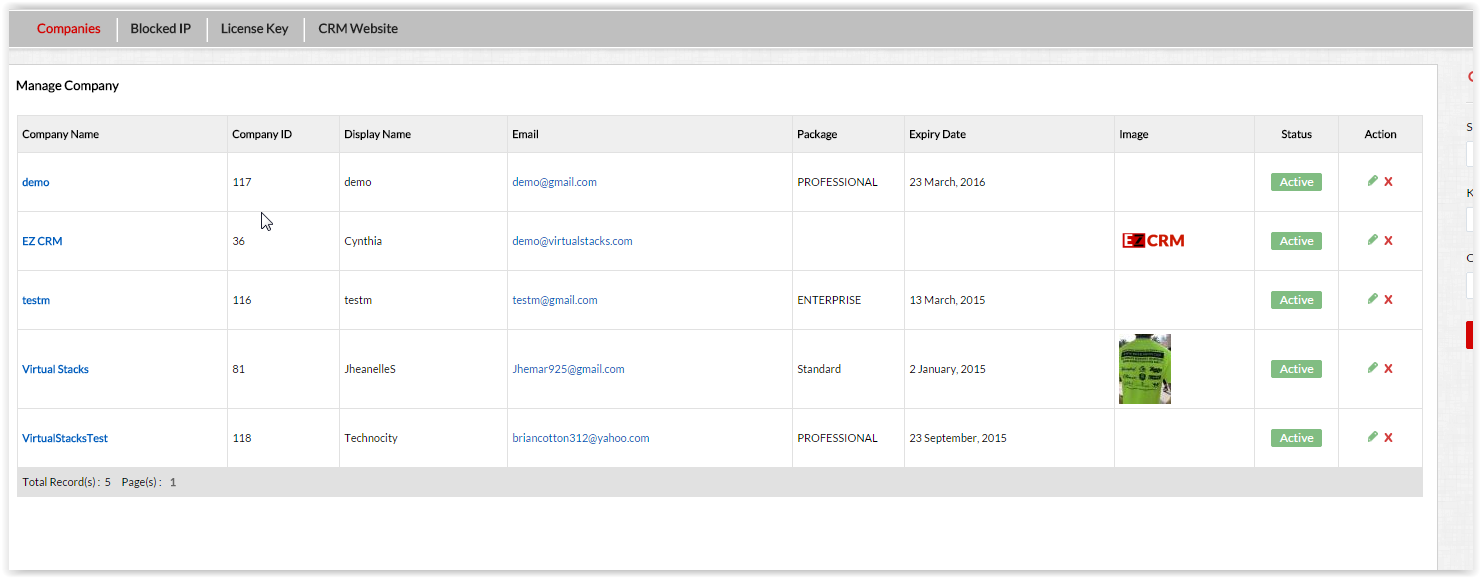 Companies Blocked IP License Key CRM Website
Manage Company
Company Name Company ID Display Name Email Package Expiry Date Image Status Action
demo 117 demo demo@gmail.com PROFESSIONAL 23 March, 2016 Active X
EZ CRM 36 Cynthia demo@virtualstacks.com EZ CRM Active X
testm 116 testm testm@gmail.com ENTERPRISE 13 March, 2015 Active X
Virtual Stacks 81 JheanelleS Jhemar925@gmail.com Standard 2 January, 2015 Active X
VirtualStacksTest 118 Technocity briancotton312@yahoo.com PROFESSIONAL 23 September, 2015 Active X
Total Record(s) : 5 Page(s) : 1